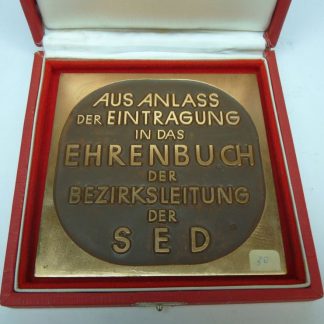 AUS ANLASS
DER EINTRAGUNG
IN DAS
EHRENBUCH
DER
BEZIRKSLEITUNG
DER
SED